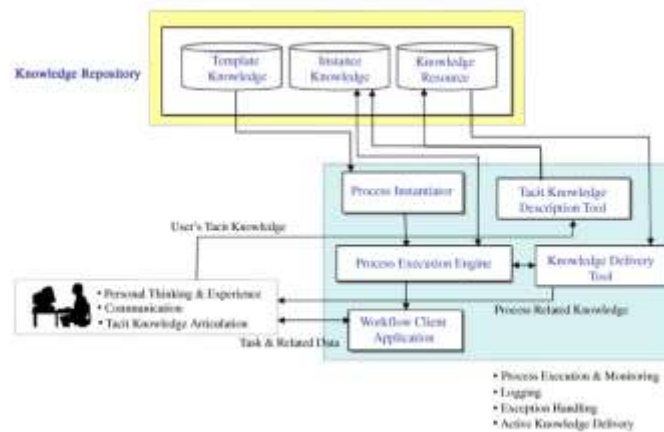 Knowledge Repository
Template
Knowledge
Instance
Knowledge
Knowledge
Resource
Process Instantiator
Tacit Knowledge
Description Tool
User's Tacit Knowledge
Process Execution Engine
Knowledge Delivery
Tool
• Personal Thinking & Experience
• Communication
• Tacit Knowledge Articulation
Process Related Knowledge
Workflow Client
Application
Task & Related Data
• Process Execution & Monitoring
• Logging
• Exception Handling
• Active Knowledge Delivery